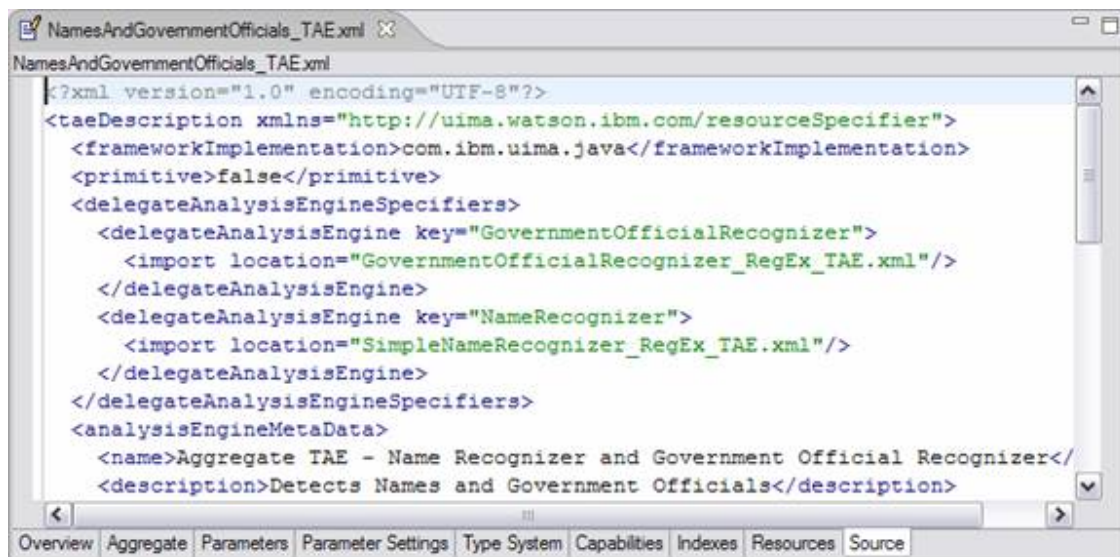 NamesAndGovernmentOfficials_TAE.xml
NamesAndGovernmentOfficials_TAE.xml
<?xml version="1.0" encoding="UTF-8"?>
<taeDescription xmlns="http://uima.watson.ibm.com/resourceSpecifier">
<frameworkImplementation>com.ibm.uima.java</frameworkImplementation>
<primitive>false</primitive>
<delegateAnalysisEngineSpecifiers>
<delegateAnalysisEngine key="GovernmentOfficialRecognizer">
<import location="GovernmentOfficialRecognizer_RegEx_TAE.xml"/>
</delegateAnalysisEngine>
<delegateAnalysisEngine key="NameRecognizer">
<import location="SimpleNameRecognizer_RegEx_TAE.xml"/>
</delegateAnalysisEngine>
</delegateAnalysisEngineSpecifiers>
<analysisEngineMetaData>
<name>Aggregate TAE - Name Recognizer and Government Official Recognizer</
<description>Detects Names and Government Officials</description>
Overview Aggregate Parameters Parameter Settings Type System Capabilities Indexes Resources Source